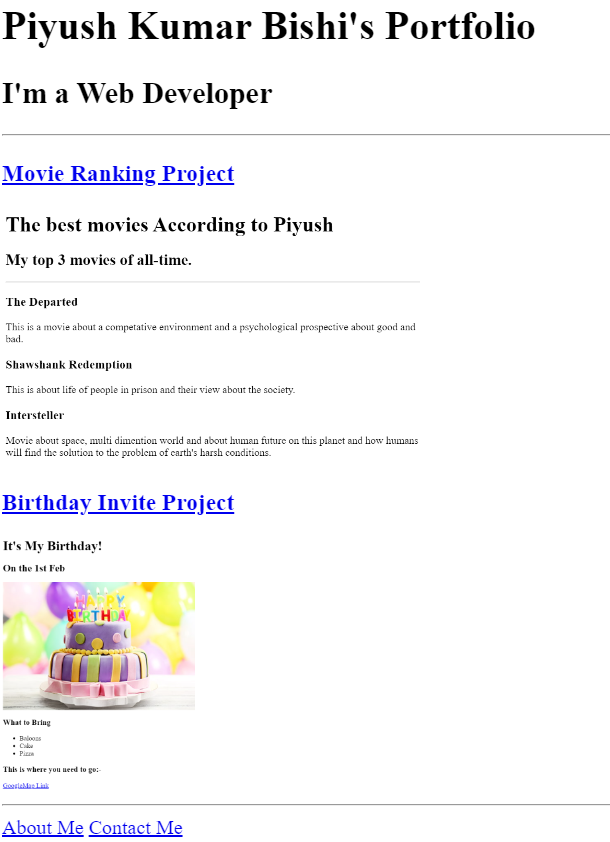 Piyush Kumar Bishi's Portfolio
I'm a Web Developer
Movie Ranking Project
The best movies According to Piyush
My top 3 movies of all-time.
The Departed
This is a movie about a competative environment and a psychological prospective about good and
bad.
Shawshank Redemption
This is about life of people in prison and their view about the society.
Intersteller
Movie about space, multi dimention world and about human future on this planet and how humans
will find the solution to the problem of earth's harsh conditions.
Birthday Invite Project
It's My Birthday!
On the 1st Feb
HAPPY
BIRTHDAY
What to Bring
Baloons
Cake
Pizza
This is where you need to go:-
GoogleMap Link
About Me Contact Me